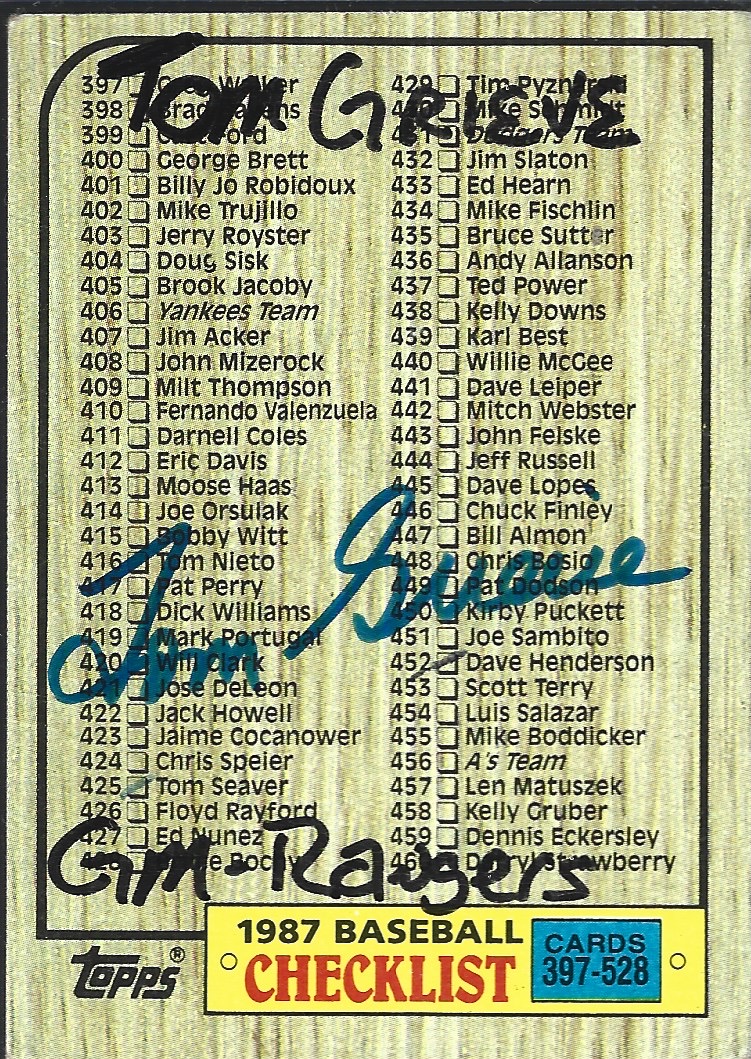 Tom Grieve
397 Greg Walker
398
399
400 George Brett
401 Billy Jo Robidoux
402 Mike Trujillo
403 Jerry Royster
404 Doug Sisk
405 Brook Jacoby
406 Yankees Team
407 Jim Acker
408 John Mizerock
409 Milt Thompson
410 Fernando Valenzuela
411 Darnell Coles
412 Eric Davis
413 Moose Haas
414 Joe Orsulak
415 Bobby Witt
416 Tom Nieto
417 Pat Perry
418 Dick Williams
419 Mark Portugal
420 Will Clark
421 Jose DeLeon
422 Jack Howell
423 Jaime Cocanower
424 Chris Speier
425 Tom Seaver
426 Floyd Rayford
427 Ed Nunez
Bochy
429 Tim Pyznarski
430 Mike Schmidt
431 Dodgers Team
432 Jim Slaton
433 Ed Hearn
434 Mike Fischlin
435 Bruce Sutter
436 Andy Allanson
437 Ted Power
438 Kelly Downs
439 Karl Best
440 Willie McGee
441 Dave Leiper
442 Mitch Webster
443 John Felske
444 Jeff Russell
445 Dave Lopes
446 Chuck Finley
447 Bill Almon
448 Chris Bosio
449 Pat Dodson
450 Kirby Puckett
451 Joe Sambito
452 Dave Henderson
453 Scott Terry
454 Luis Salazar
455 Mike Boddicker
456 A's Team
457 Len Matuszek
458 Kelly Gruber
459 Dennis Eckersley
460 Darryl Strawberry
Tom Grieve
GM-Rangers
topps®
1987 BASEBALL
CHECKLIST
CARDS
397-528